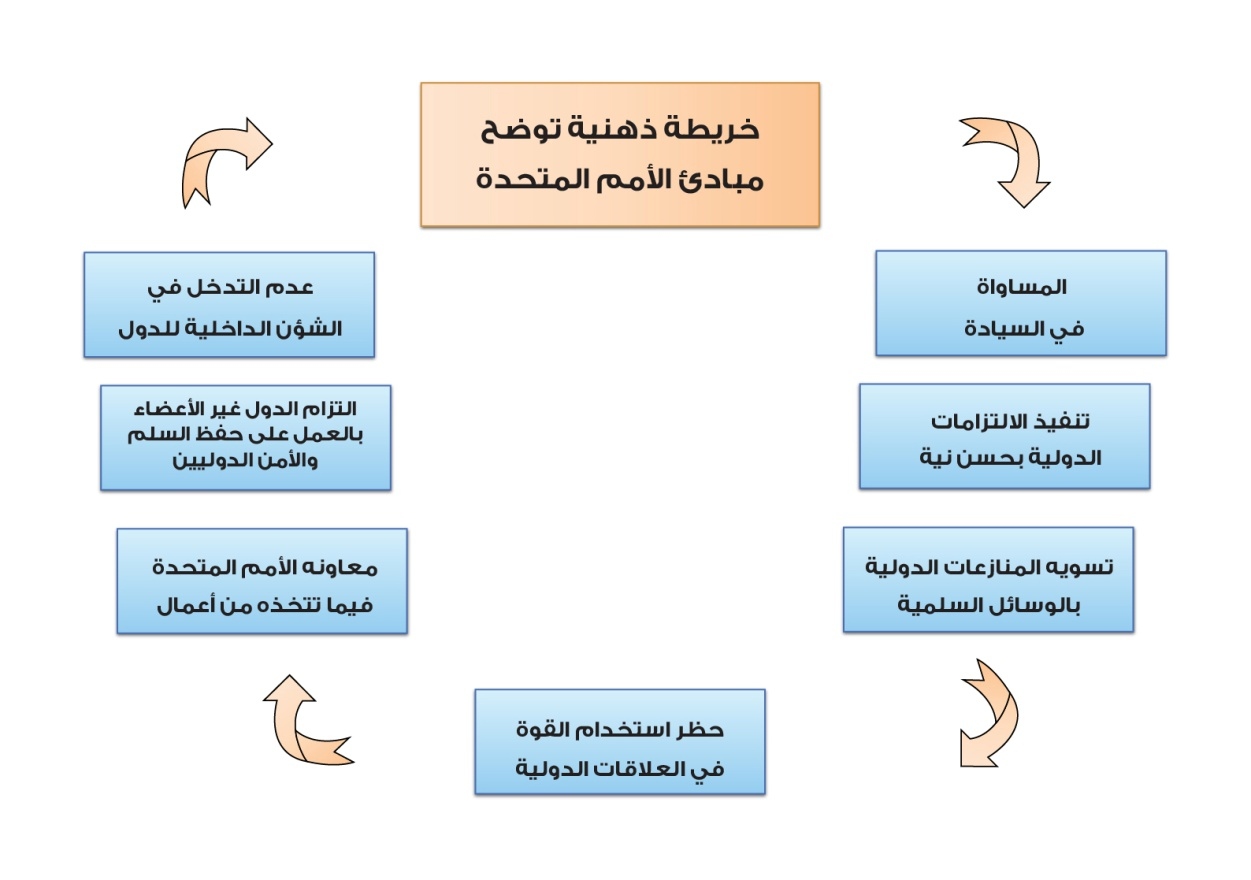 خريطة ذهنية توضح
مبادئ الأمم المتحدة
المساواة
في السيادة
تنفيذ الالتزامات
الدولية بحسن نية
تسويه المنازعات الدولية
بالوسائل السلمية
حظر استخدام القوة
في العلاقات الدولية
معاونه الأمم المتحدة
فيما تتخذه من أعمال
التزام الدول غير الأعضاء
بالعمل على حفظ السلم
والأمن الدوليين
عدم التدخل في
الشؤن الداخلية للدول